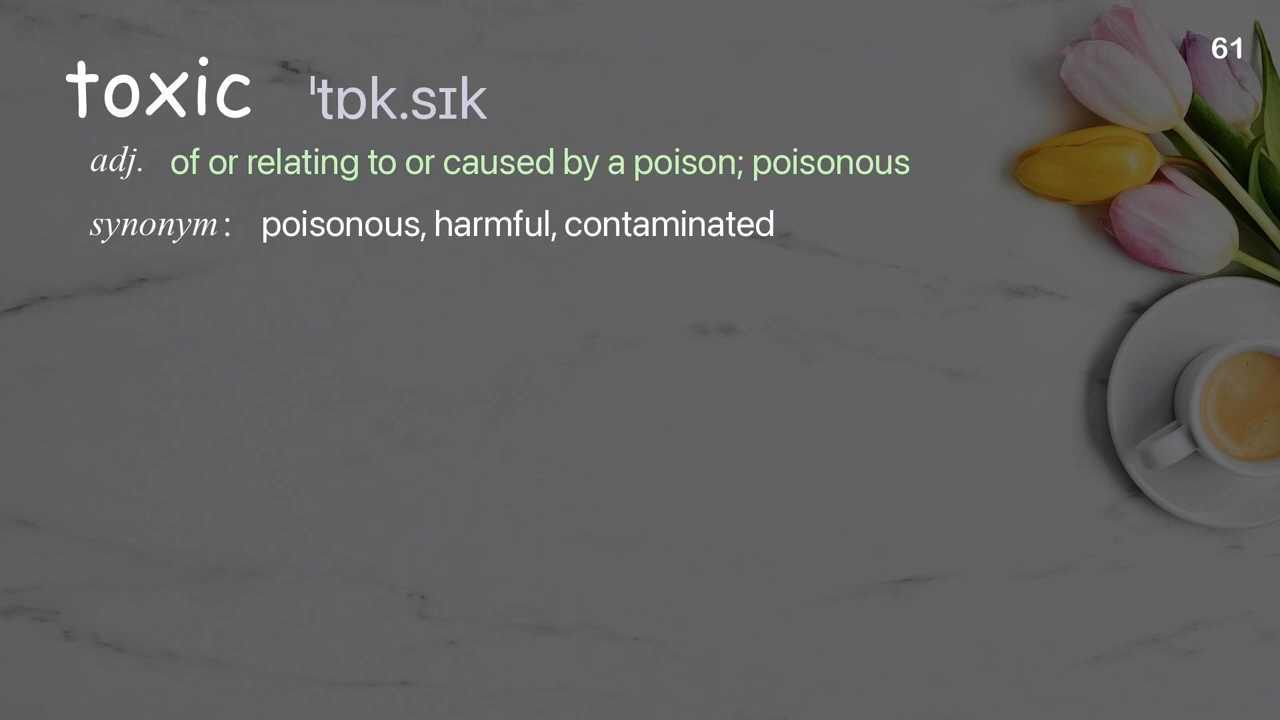 61
toxic ˈtɒk.sɪk
adj. of or relating to or caused by a poison; poisonous
synonym: poisonous, harmful, contaminated